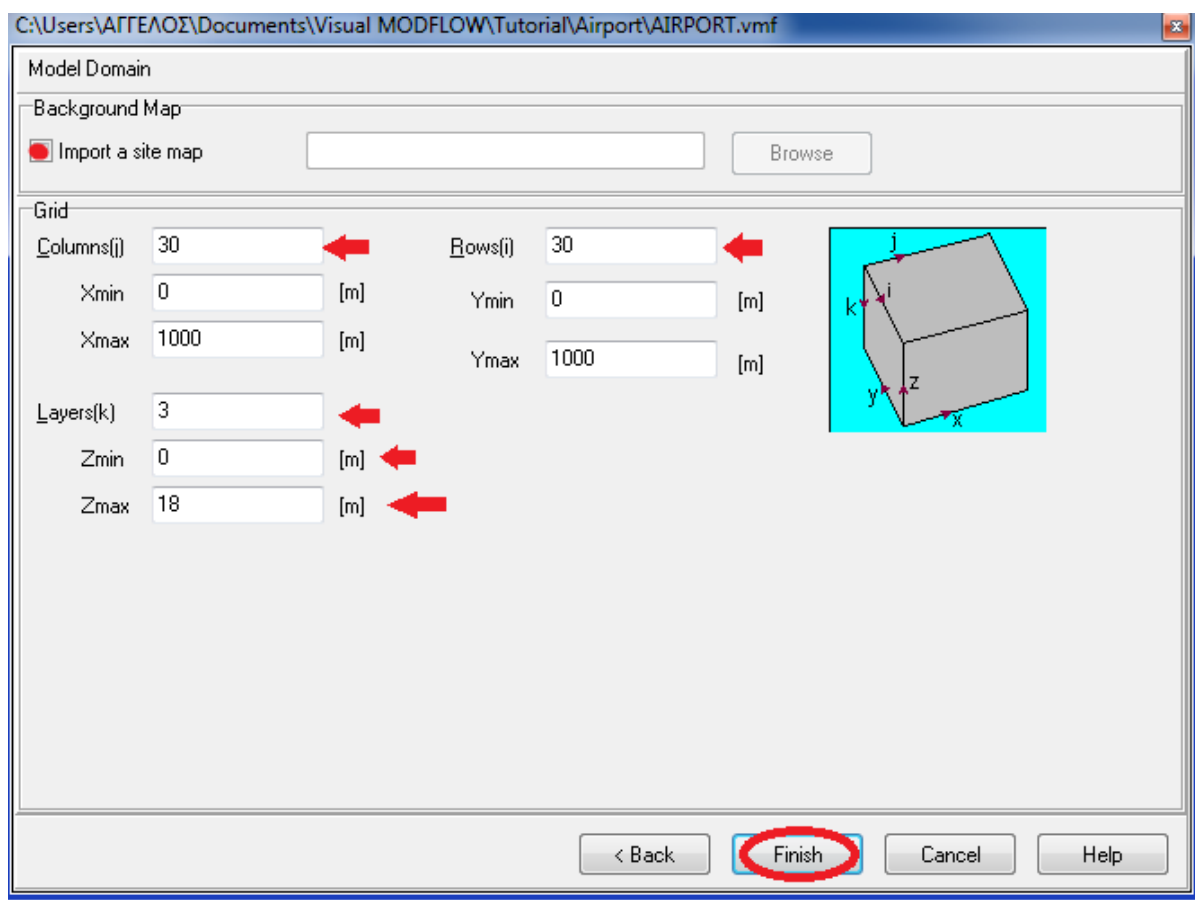 C:\Users\ΑΓΓΕΛΟΣ\Documents\Visual MODFLOW\Tutorial\Airport\AIRPORT.vmf
Model Domain
Background Map
Import a site map Browse
Grid
Columns(j) 30 Rows(i) 30
Xmin 0 [m] Ymin 0 [m]
Xmax 1000 [m] Ymax 1000 [m]
Layers(k) 3
Zmin 0 [m]
Zmax 18 [m]
j
i
k
z
y
x
< Back Finish Cancel Help